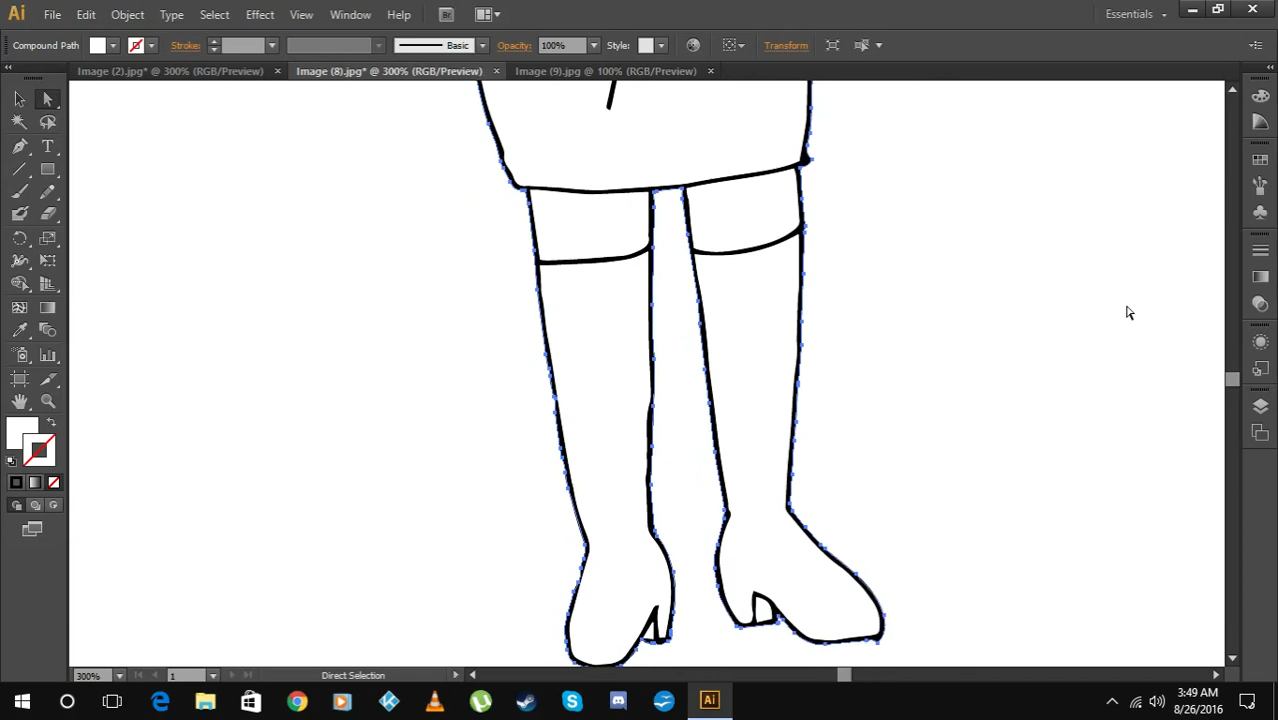 Ai File Edit Object Type Select Effect View Window Help Br Essentials
Compound Path Stroke: Basic Opacity: 100% Style: Transform
Image (2).jpg* @ 300% (RGB/Preview) Image (8).jpg* @ 300% (RGB/Preview) Image (9).jpg @ 100% (RGB/Preview)
T
300% 1 Direct Selection
Ai 3:49 AM
8/26/2016